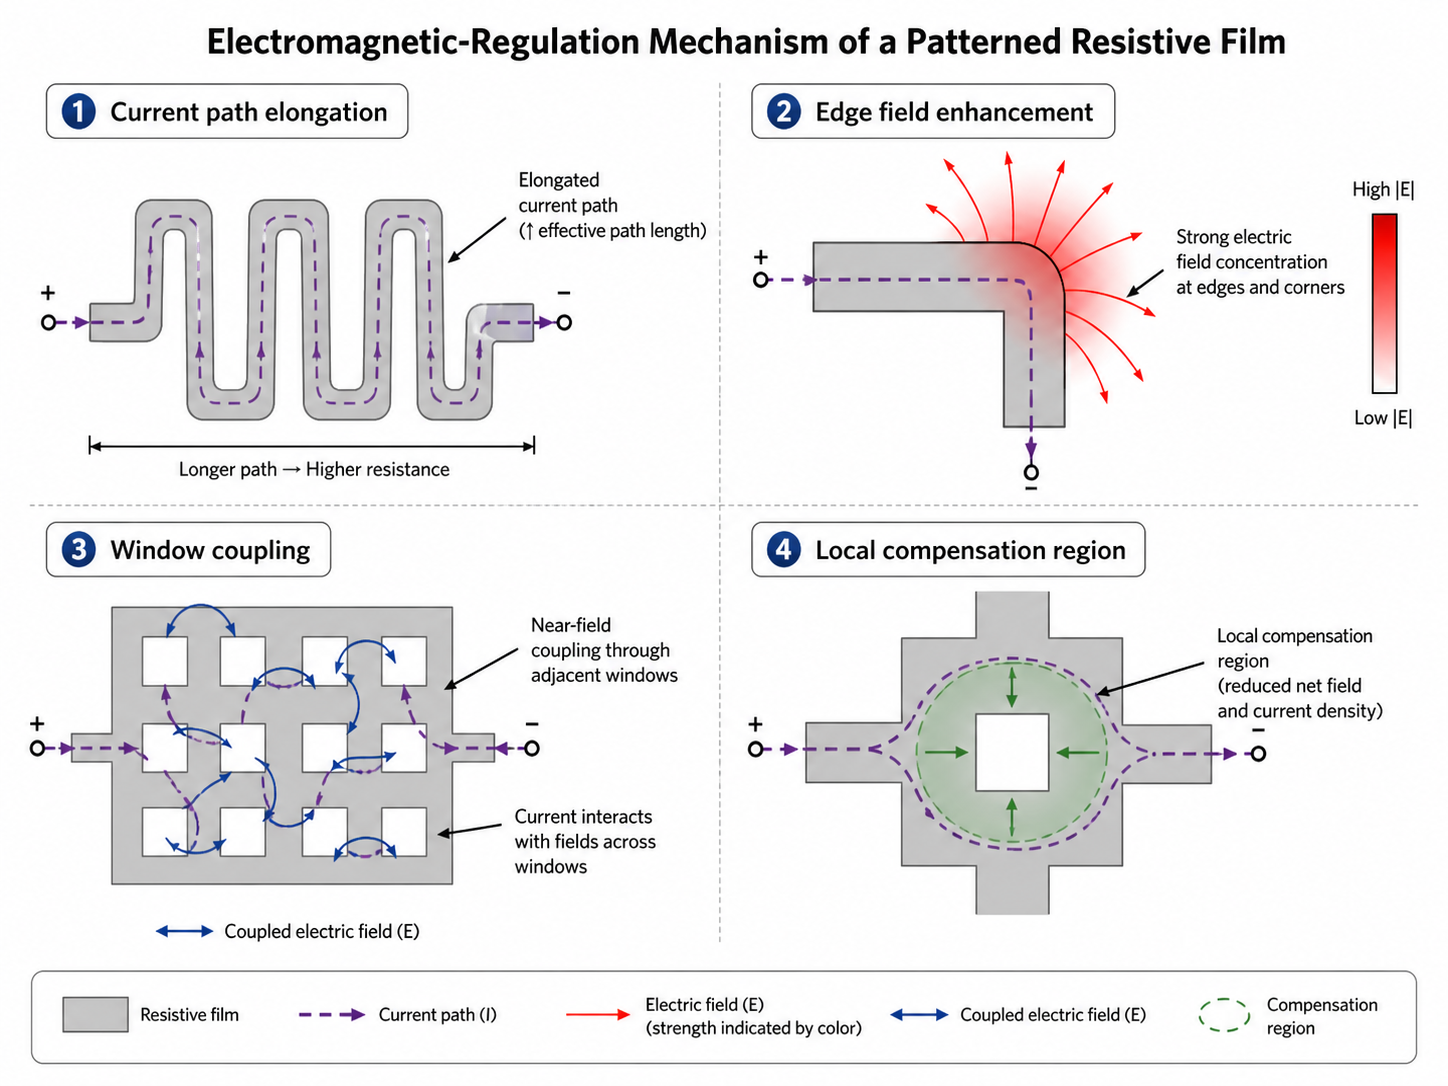 Electromagnetic-Regulation Mechanism of a Patterned Resistive Film
1 Current path elongation
Elongated
current path
(↑ effective path length)
+
−
Longer path → Higher resistance
2 Edge field enhancement
High |E|
Strong electric
field concentration
at edges and corners
+
Low |E|
−
3 Window coupling
Near-field
coupling through
adjacent windows
+
−
Current interacts
with fields across
windows
Coupled electric field (E)
4 Local compensation region
Local compensation
region
(reduced net field
and current density)
+
−
Resistive film
Current path (I)
Electric field (E)
(strength indicated by color)
Coupled electric field (E)
Compensation
region